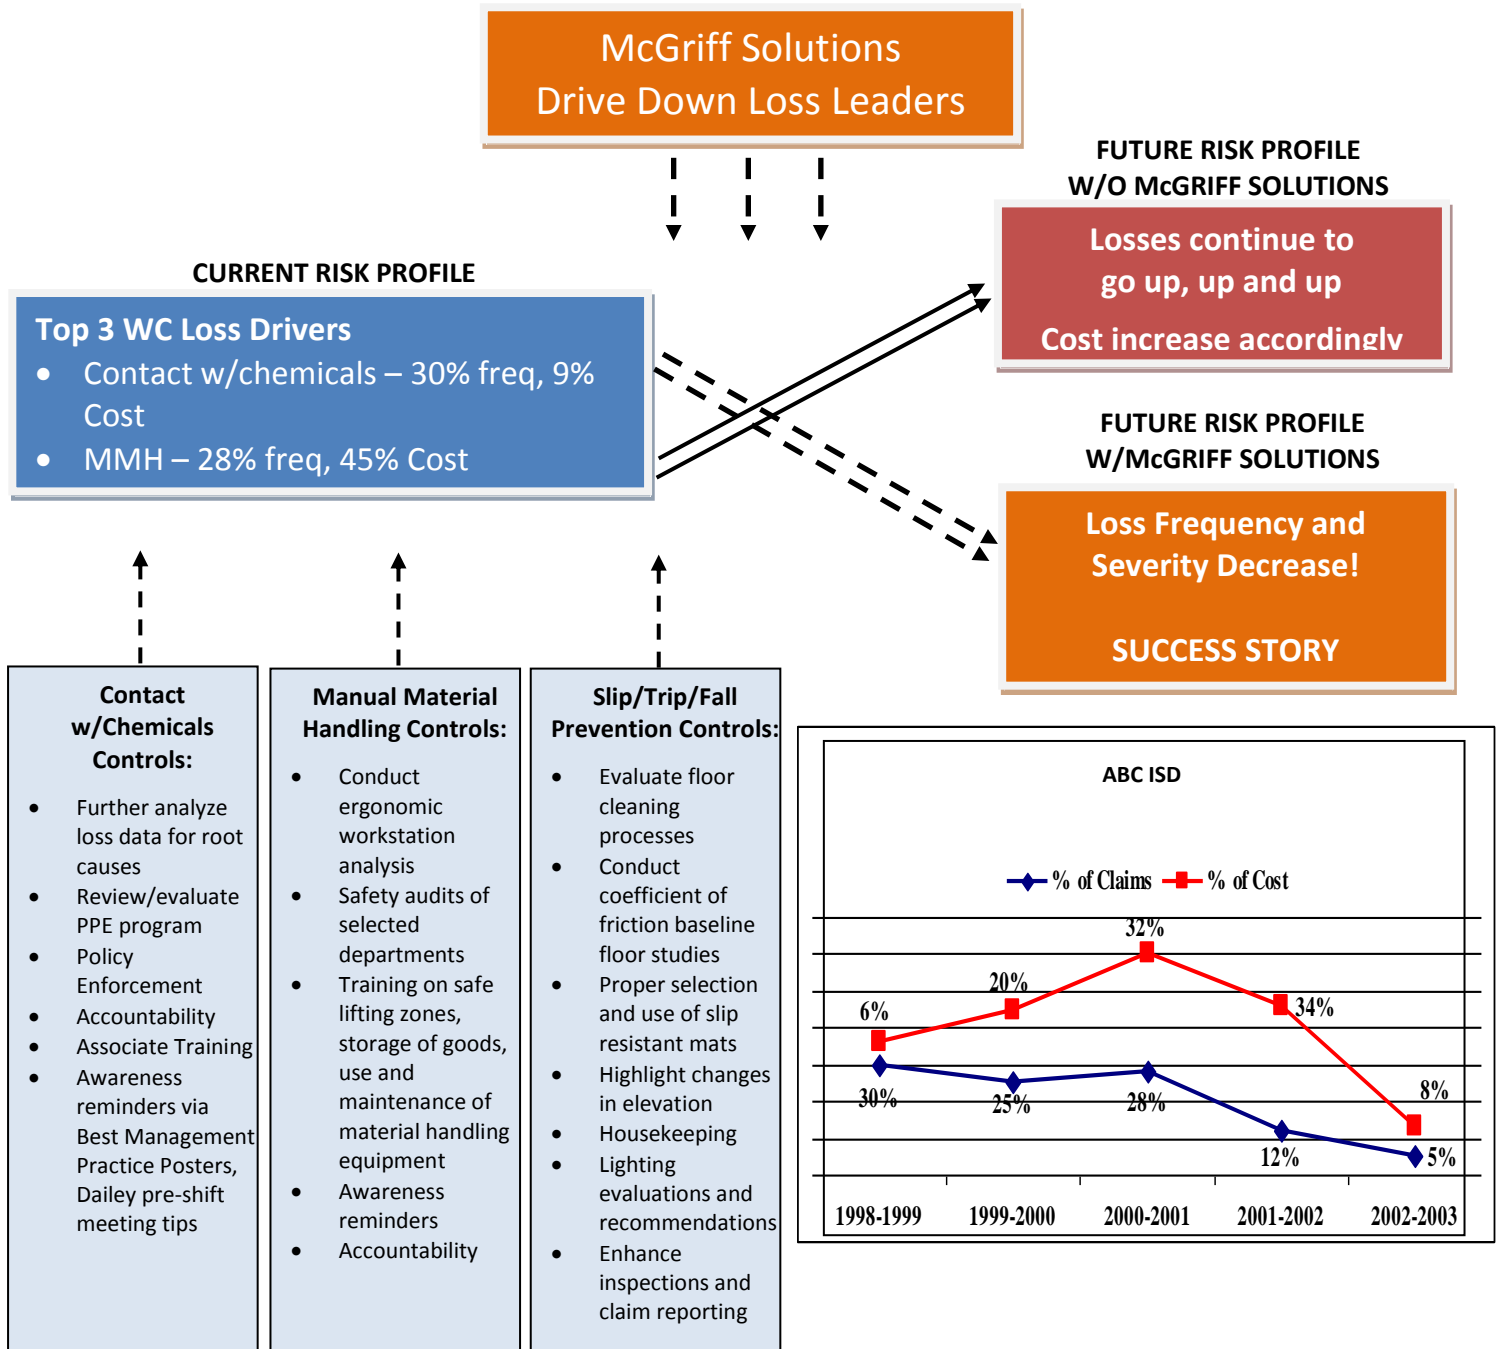 McGriff Solutions
Drive Down Loss Leaders
FUTURE RISK PROFILE
W/O McGRIFF SOLUTIONS
Losses continue to
go up, up and up
Cost increase accordingly
CURRENT RISK PROFILE
Top 3 WC Loss Drivers
• Contact w/chemicals – 30% freq, 9%
Cost
• MMH – 28% freq, 45% Cost
FUTURE RISK PROFILE
W/McGRIFF SOLUTIONS
Loss Frequency and
Severity Decrease!
SUCCESS STORY
Contact
w/Chemicals
Controls:
• Further analyze
loss data for root
causes
• Review/evaluate
PPE program
• Policy
Enforcement
• Accountability
• Associate Training
• Awareness
reminders via
Best Management
Practice Posters,
Dailey pre-shift
meeting tips
Manual Material
Handling Controls:
• Conduct
ergonomic
workstation
analysis
• Safety audits of
selected
departments
• Training on safe
lifting zones,
storage of goods,
use and
maintenance of
material handling
equipment
• Awareness
reminders
• Accountability
Slip/Trip/Fall
Prevention Controls:
• Evaluate floor
cleaning
processes
• Conduct
coefficient of
friction baseline
floor studies
• Proper selection
and use of slip
resistant mats
• Highlight changes
in elevation
• Housekeeping
• Lighting
evaluations and
recommendations
• Enhance
inspections and
claim reporting
ABC ISD
% of Claims % of Cost
32%
20%
6%
34%
30%
25%
28%
8%
12%
5%
1998-1999 1999-2000 2000-2001 2001-2002 2002-2003